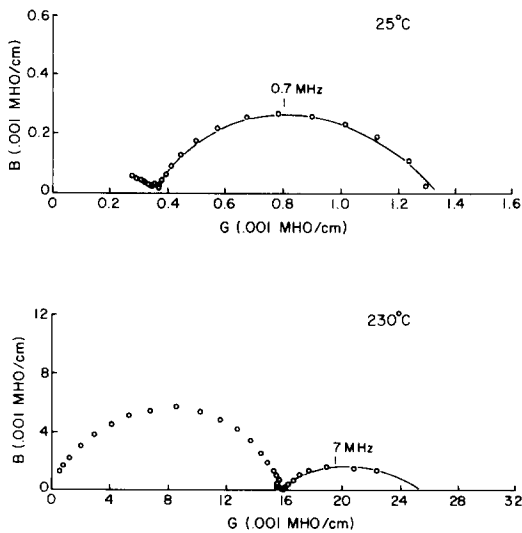 25°C
0.6
0.4
0.2
0
B (.001 MHO/cm)
0.7 MHz
0 0.2 0.4 0.6 0.8 1.0 1.2 1.4 1.6
G (.001 MHO/cm)
230°C
12
8
4
0
B (.001 MHO/cm)
7 MHz
0 4 8 12 16 20 24 28 32
G (.001 MHO/cm)